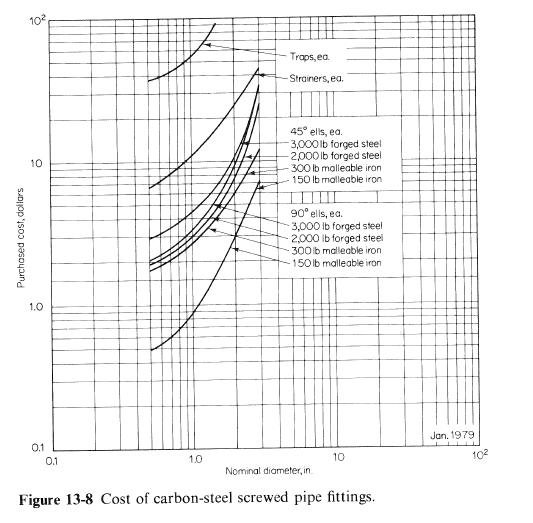 10²
Traps, ea.
Strainers, ea.
45° ells, ea.
3,000 lb forged steel
2,000 lb forged steel
300 lb malleable iron
150 lb malleable iron
10
90° ells, ea.
3,000 lb forged steel
2,000 lb forged steel
300 lb malleable iron
150 lb malleable iron
Purchased cost, dollars
1.0
Jan. 1979
0.1
0.1
1.0
10
10²
Nominal diameter, in.
Figure 13-8 Cost of carbon-steel screwed pipe fittings.